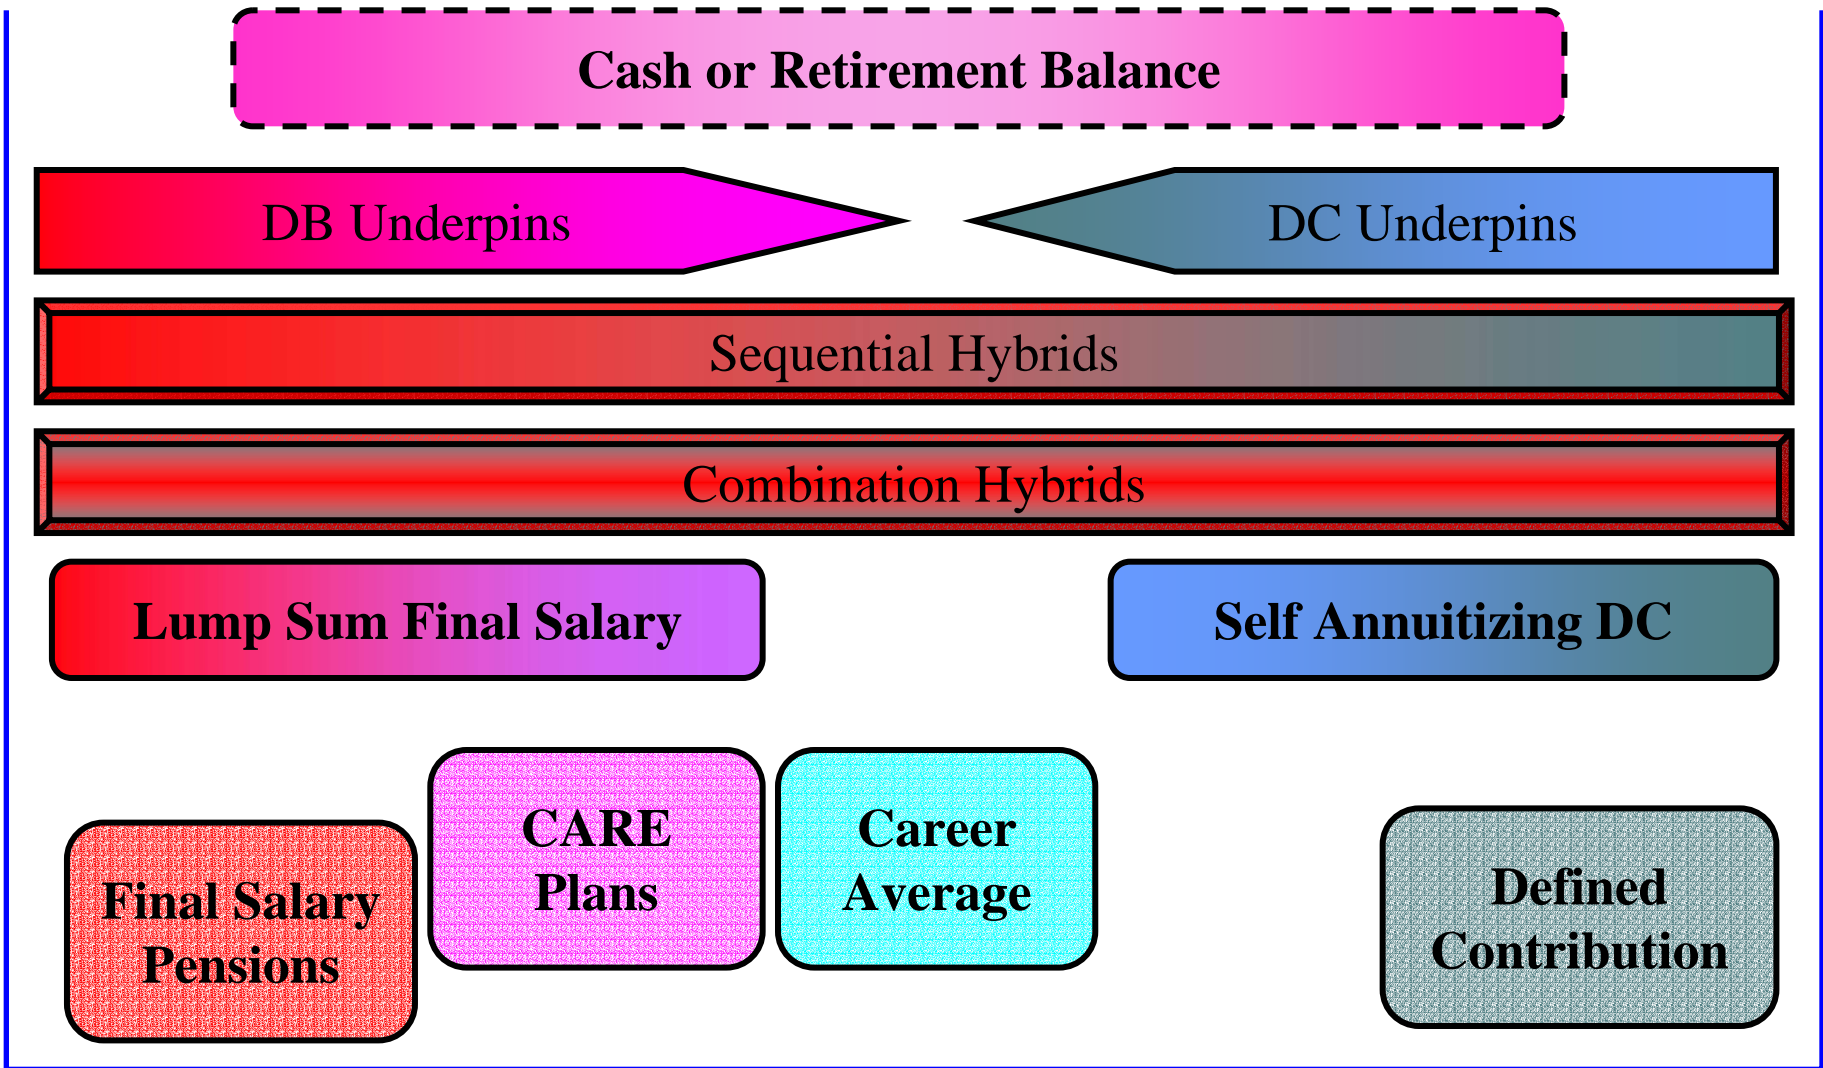 Cash or Retirement Balance
DB Underpins
DC Underpins
Sequential Hybrids
Combination Hybrids
Lump Sum Final Salary
Self Annuitizing DC
Final Salary
Pensions
CARE
Plans
Career
Average
Defined
Contribution